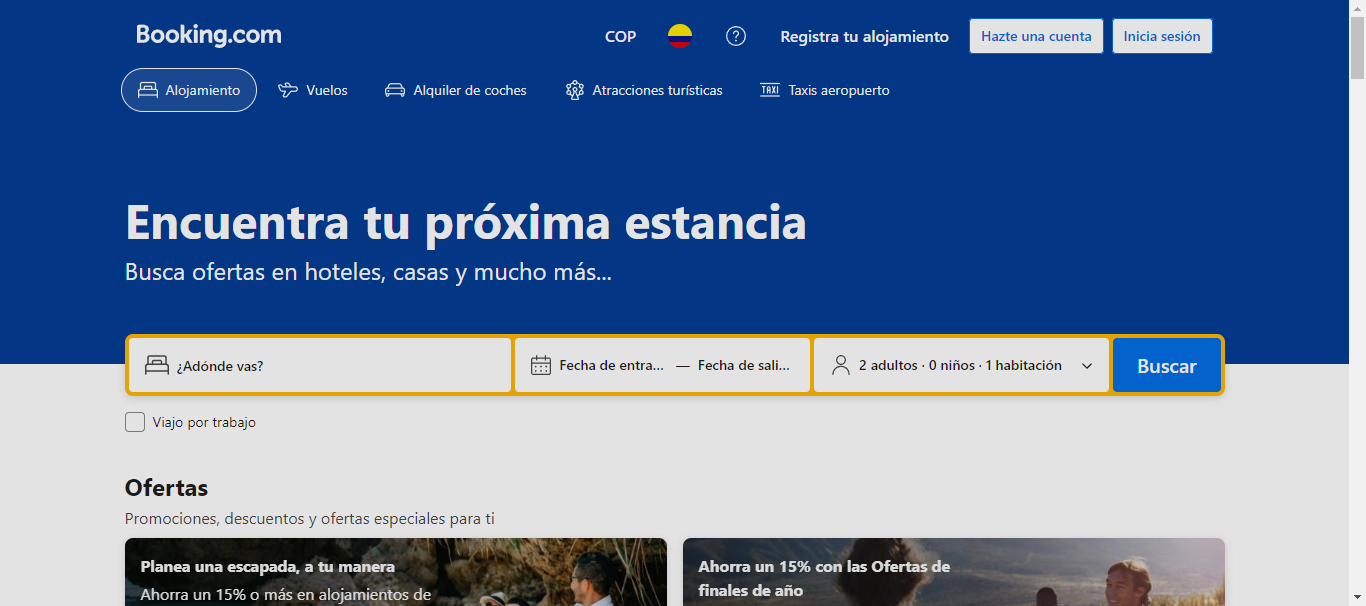 Booking.com
COP
Registra tu alojamiento
Hazte una cuenta
Inicia sesión
Alojamiento
Vuelos
Alquiler de coches
Atracciones turísticas
TAXI
Taxis aeropuerto
Encuentra tu próxima estancia
Busca ofertas en hoteles, casas y mucho más...
¿Adónde vas?
Fecha de entra... — Fecha de sali...
2 adultos · 0 niños · 1 habitación
Buscar
Viajo por trabajo
Ofertas
Promociones, descuentos y ofertas especiales para ti
Planea una escapada, a tu manera
Ahorra un 15% o más en alojamientos de
Ahorra un 15% con las Ofertas de
finales de año